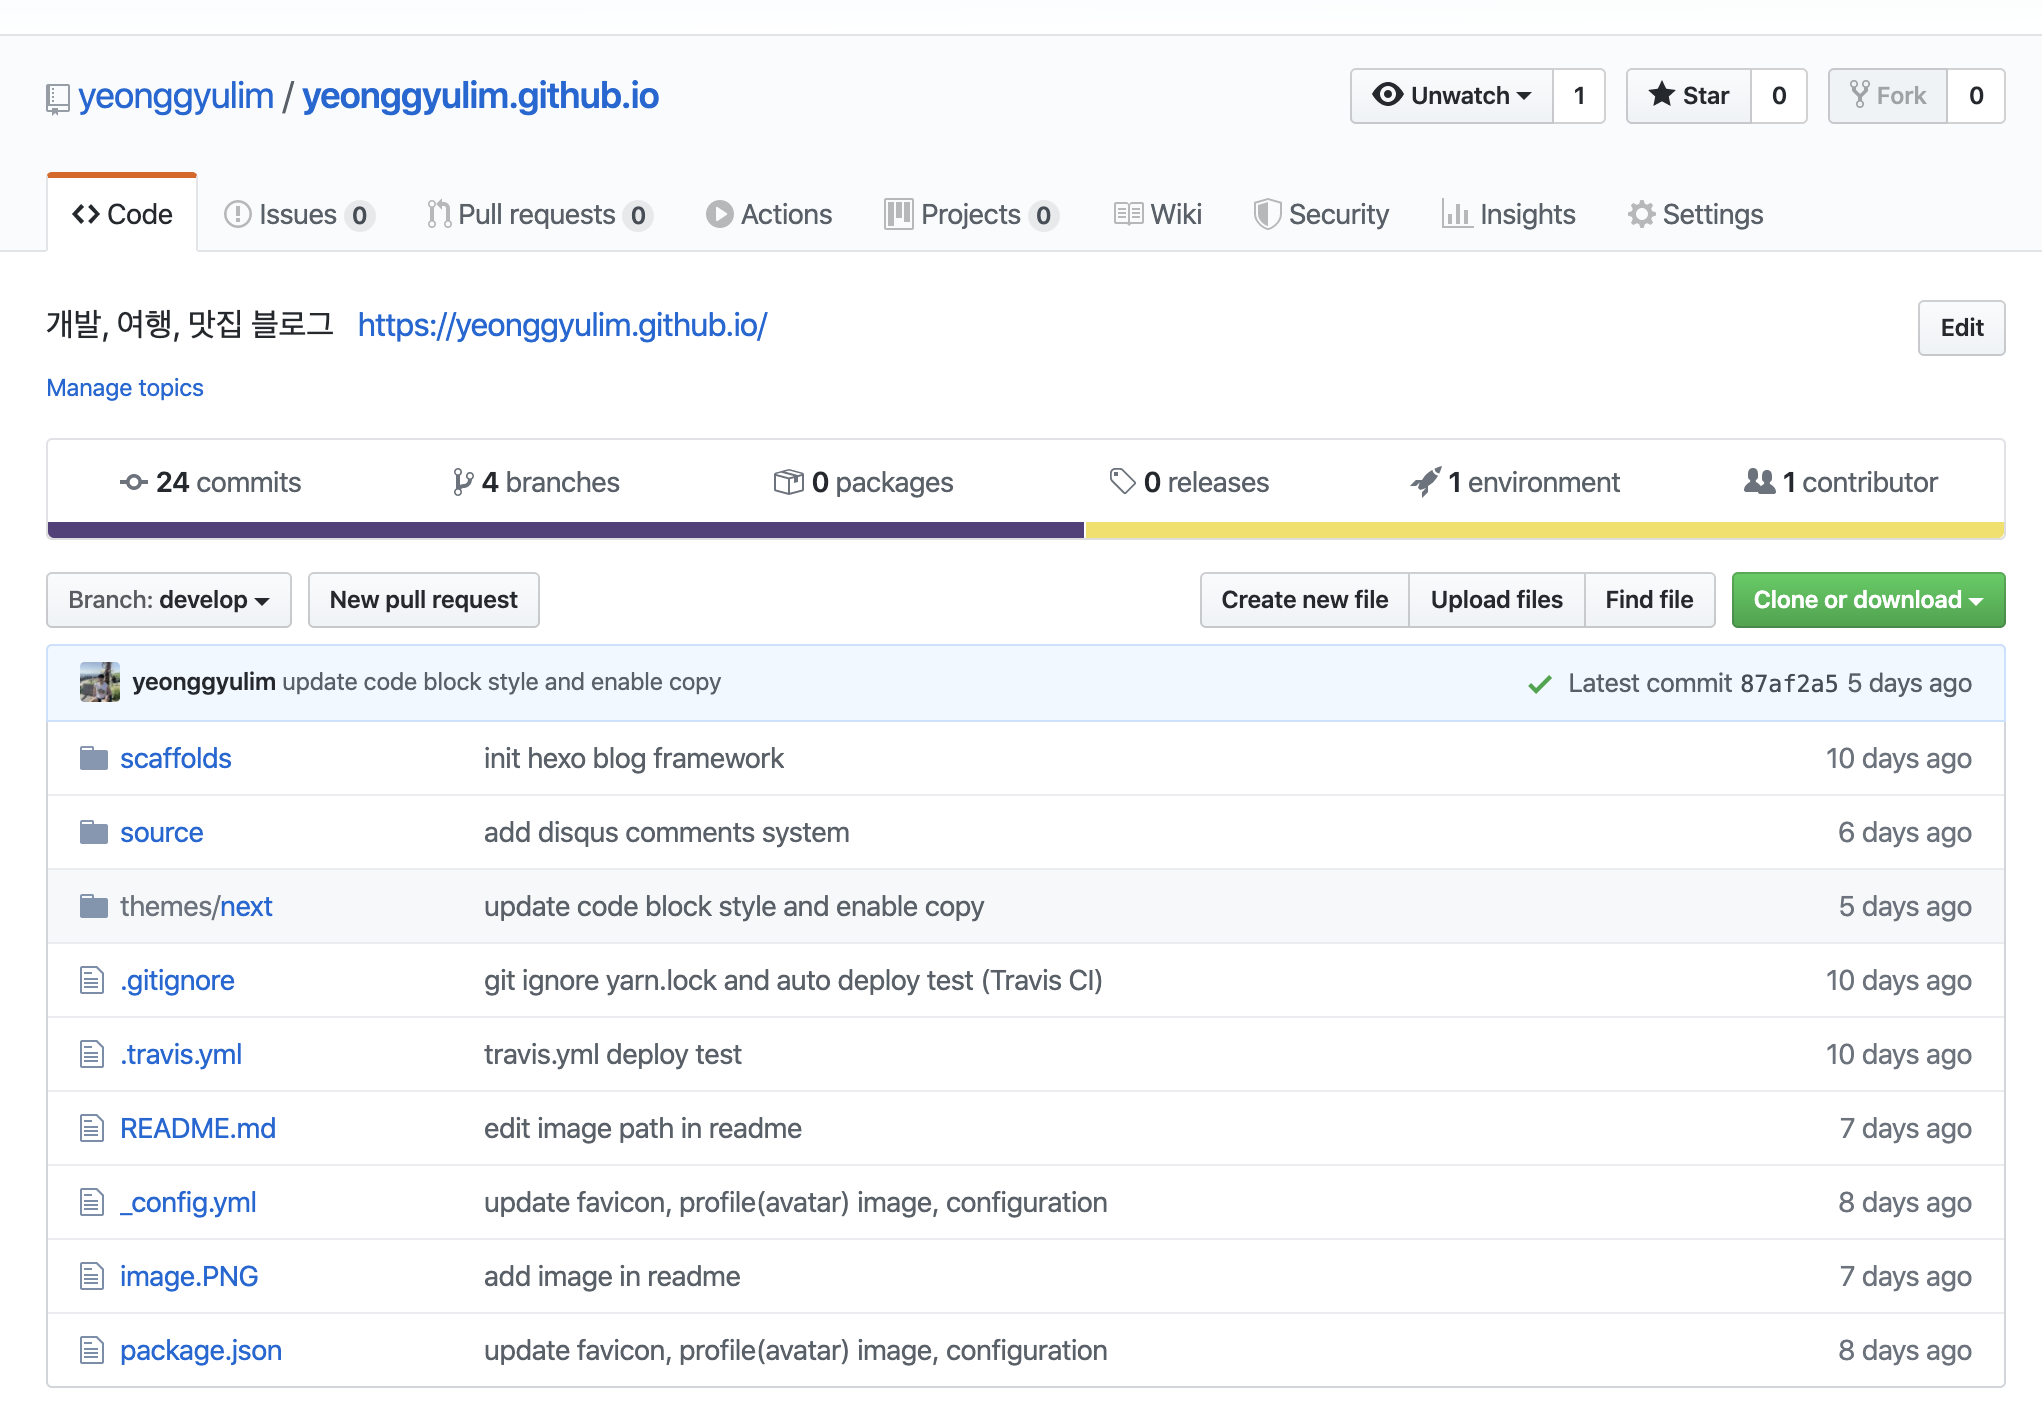 yeonggyulim / yeonggyulim.github.io Unwatch 1 Star 0 Fork 0
Code Issues 0 Pull requests 0 Actions Projects 0 Wiki Security Insights Settings
개발, 여행, 맛집 블로그 https://yeonggyulim.github.io/ Edit
Manage topics
24 commits 4 branches 0 packages 0 releases 1 environment 1 contributor
Branch: develop New pull request Create new file Upload files Find file Clone or download
yeonggyulim update code block style and enable copy Latest commit 87af2a5 5 days ago
scaffolds init hexo blog framework 10 days ago
source add disqus comments system 6 days ago
themes/next update code block style and enable copy 5 days ago
.gitignore git ignore yarn.lock and auto deploy test (Travis CI) 10 days ago
.travis.yml travis.yml deploy test 10 days ago
README.md edit image path in readme 7 days ago
_config.yml update favicon, profile(avatar) image, configuration 8 days ago
image.PNG add image in readme 7 days ago
package.json update favicon, profile(avatar) image, configuration 8 days ago